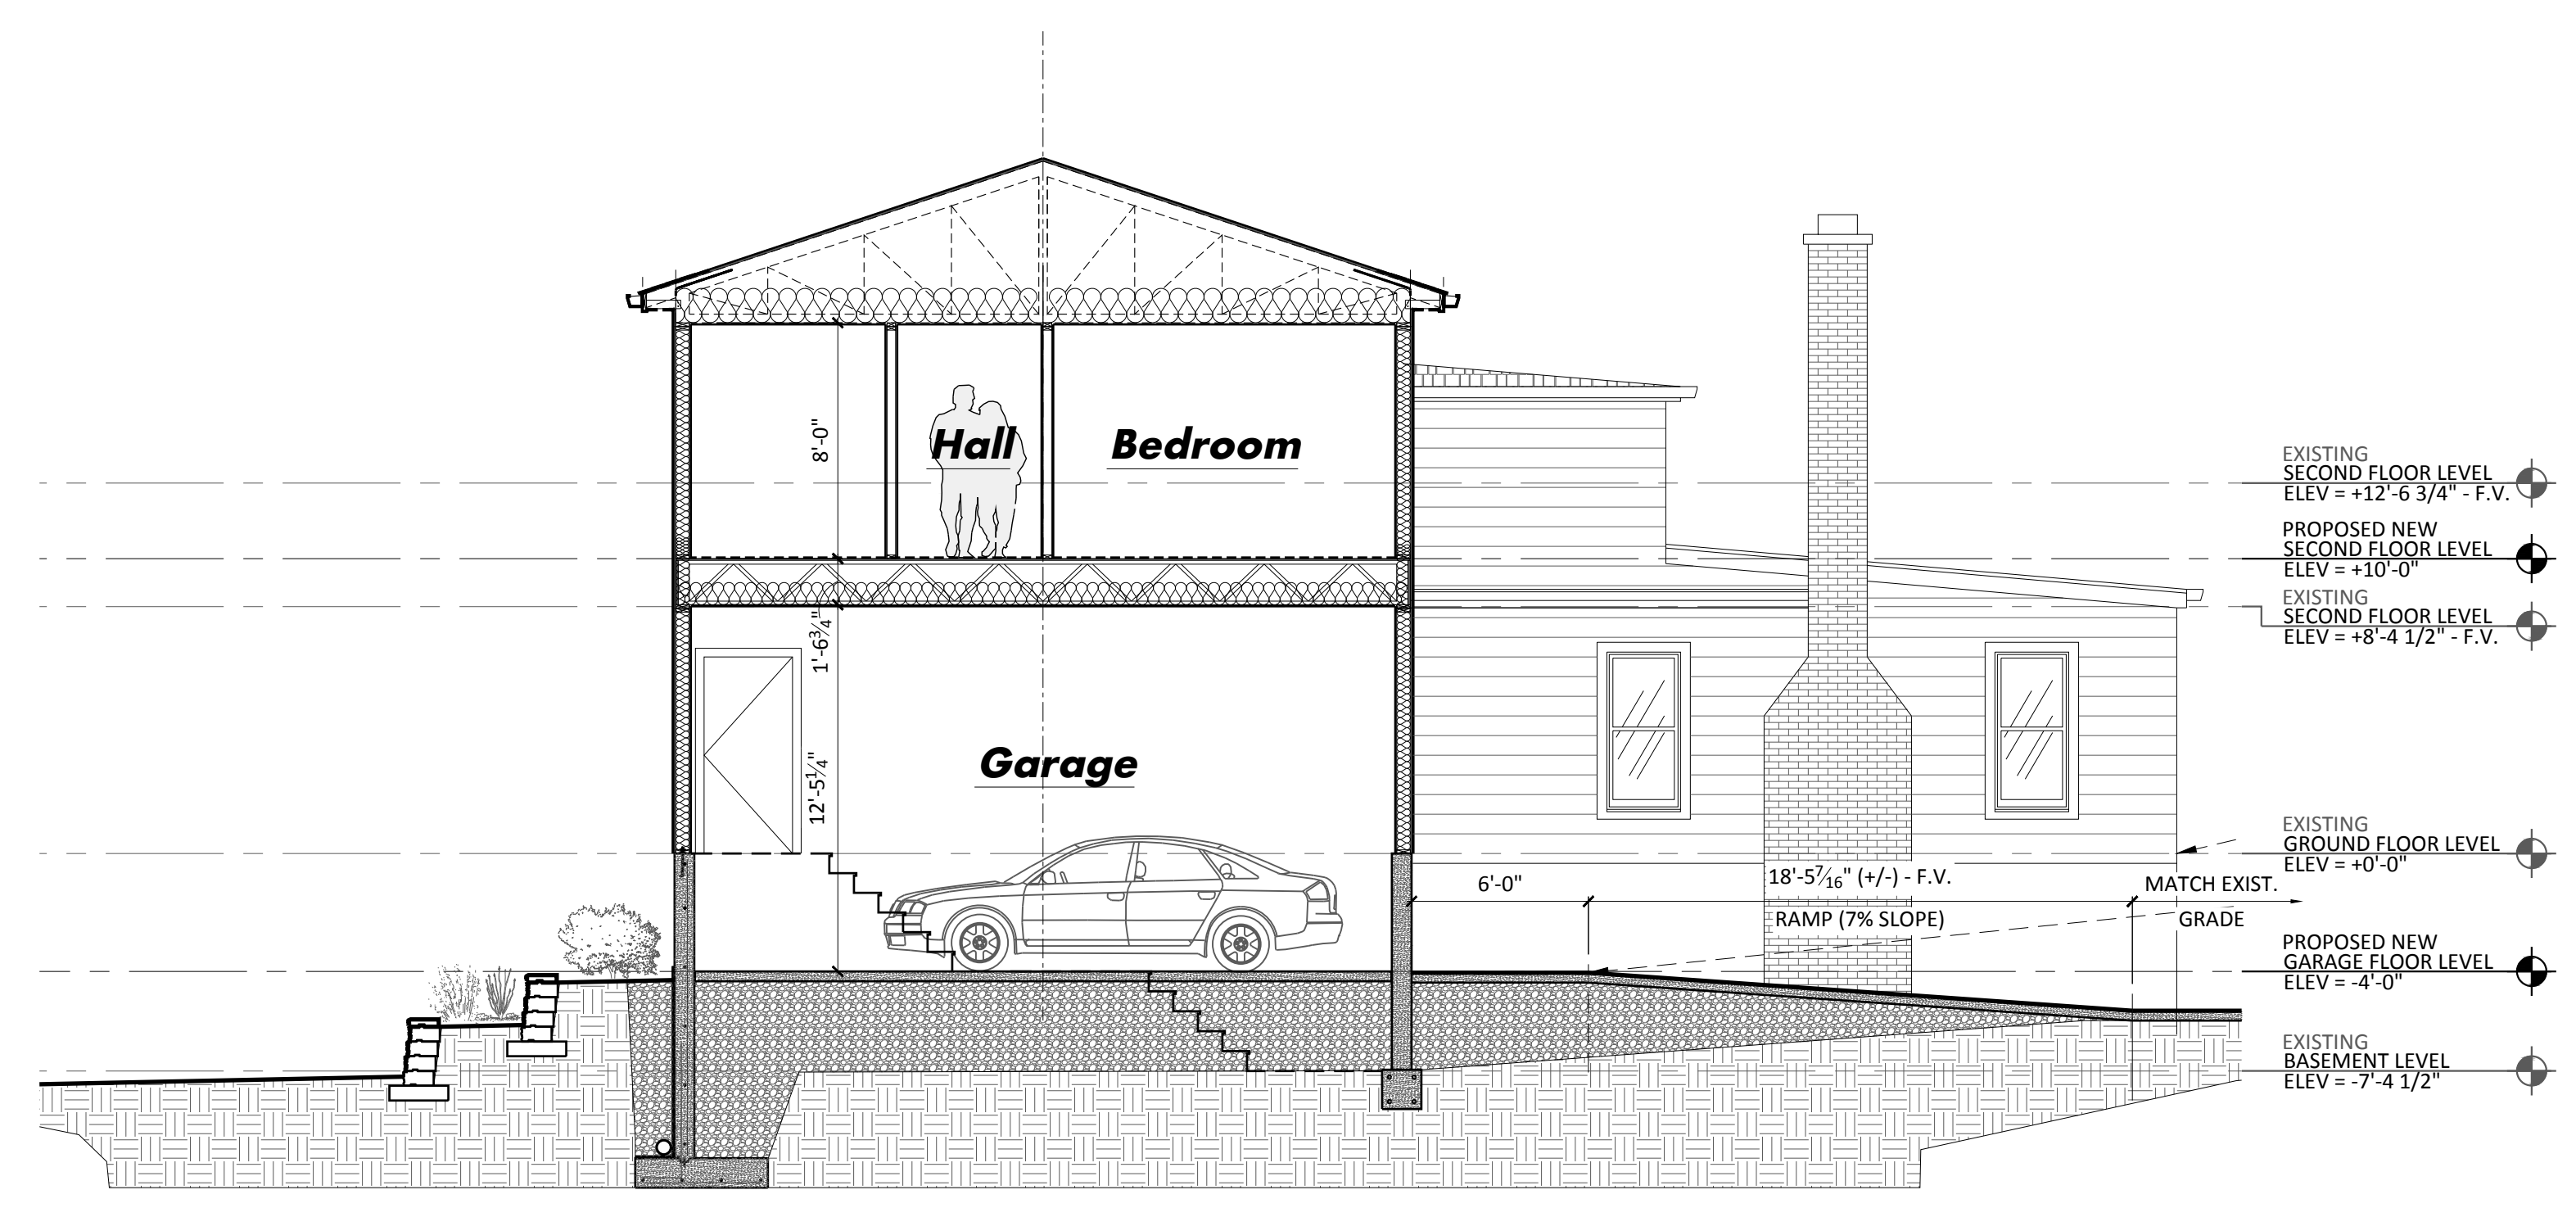 Hall
Bedroom
Garage
8'-0"
1'-6¾"
12'-5¼"
6'-0"
18'-5⁷⁄₁₆" (+/-) - F.V.
RAMP (7% SLOPE)
MATCH EXIST.
GRADE
EXISTING
SECOND FLOOR LEVEL
ELEV = +12'-6 3/4" - F.V.
PROPOSED NEW
SECOND FLOOR LEVEL
ELEV = +10'-0"
EXISTING
SECOND FLOOR LEVEL
ELEV = +8'-4 1/2" - F.V.
EXISTING
GROUND FLOOR LEVEL
ELEV = +0'-0"
PROPOSED NEW
GARAGE FLOOR LEVEL
ELEV = -4'-0"
EXISTING
BASEMENT LEVEL
ELEV = -7'-4 1/2"